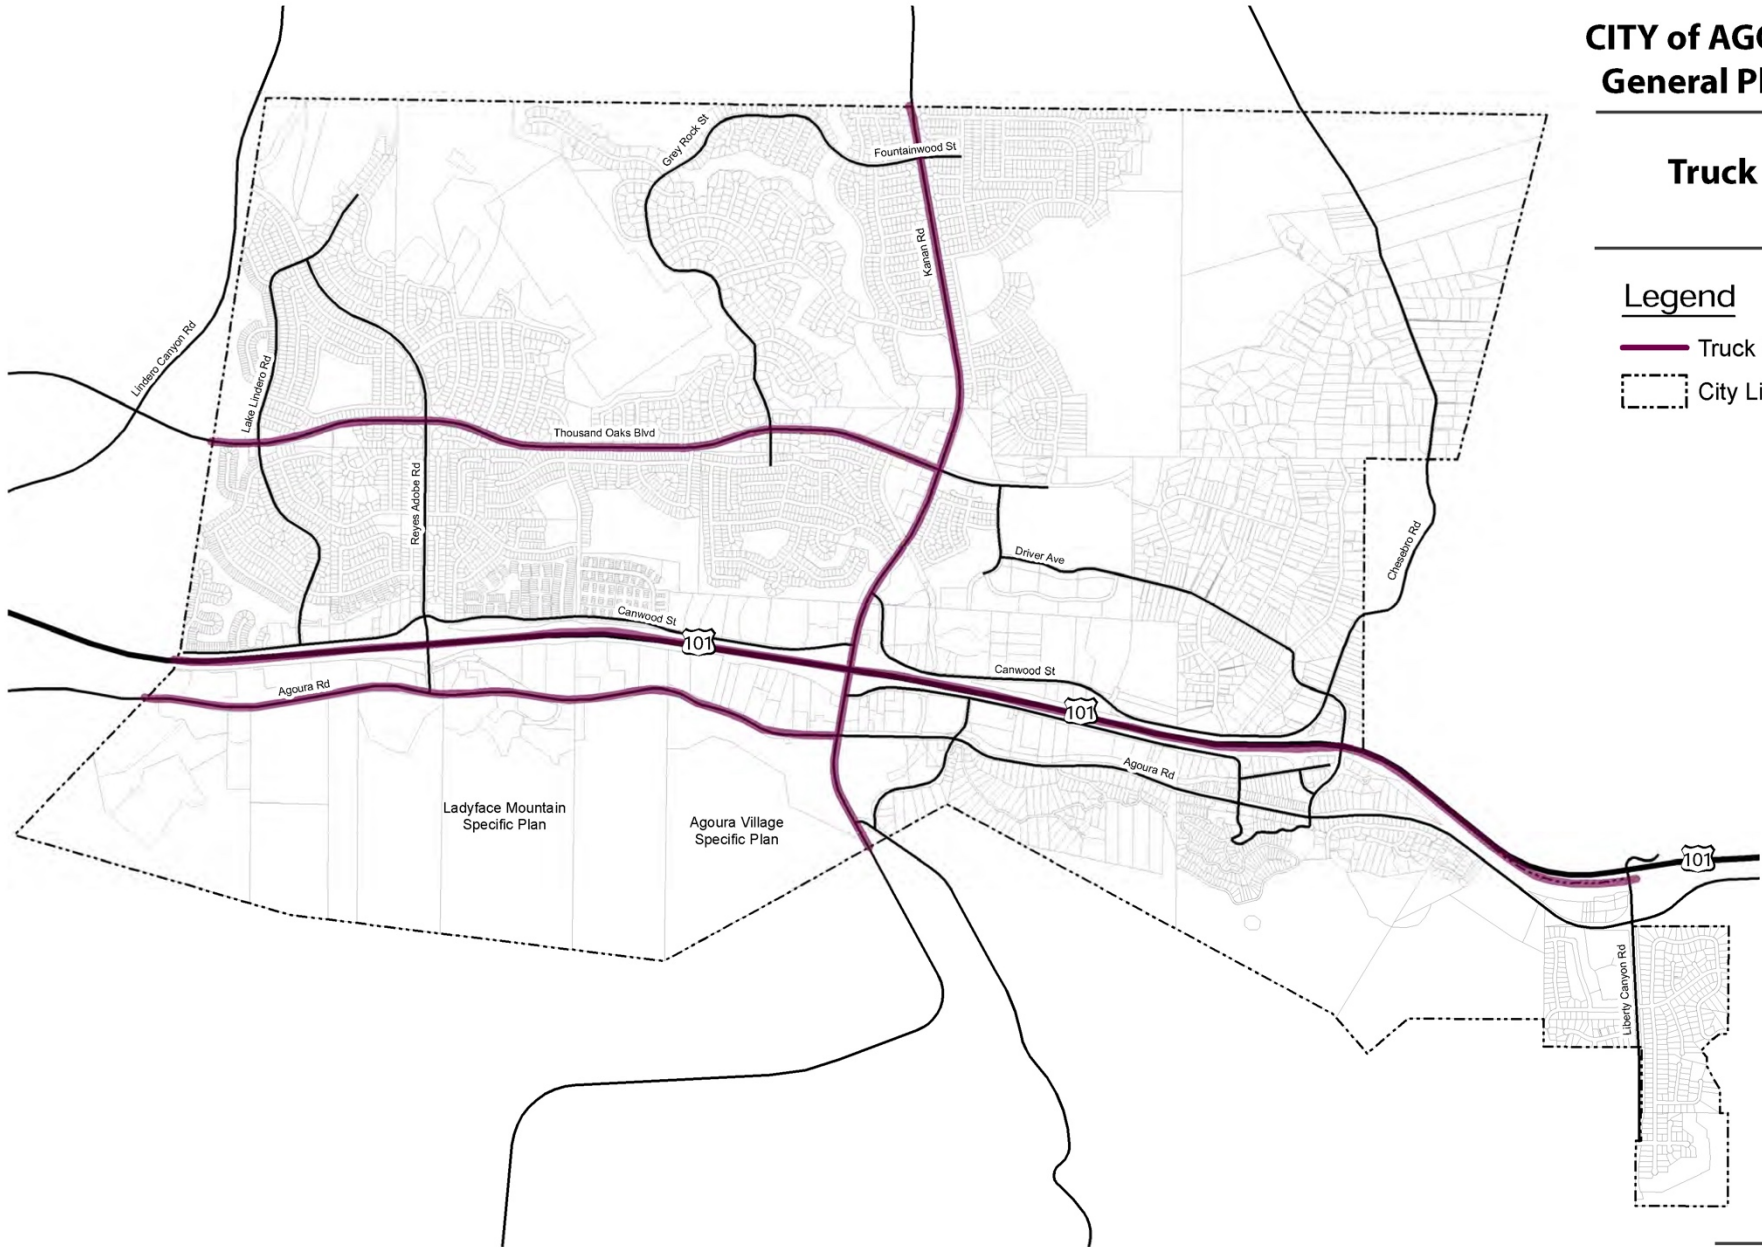 CITY of AGO
General Pl
Truck
Legend
Truck
City Li
Grey Rock St
Fountainwood St
Kanan Rd
Lindero Canyon Rd
Lake Lindero Rd
Thousand Oaks Blvd
Reyes Adobe Rd
Chesebro Rd
Driver Ave
Canwood St
101
Canwood St
Agoura Rd
101
Agoura Rd
Ladyface Mountain
Specific Plan
Agoura Village
Specific Plan
101
Liberty Canyon Rd